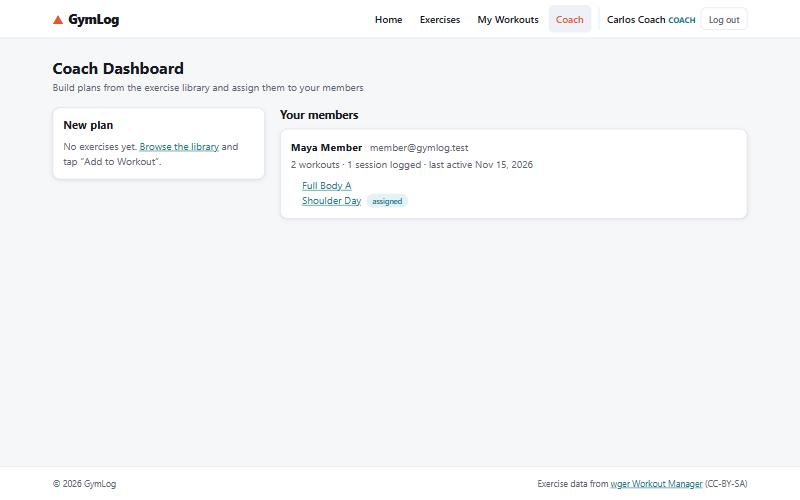 GymLog
Home Exercises My Workouts Coach Carlos Coach COACH Log out
Coach Dashboard
Build plans from the exercise library and assign them to your members
New plan
No exercises yet. Browse the library and
tap “Add to Workout”.
Your members
Maya Member member@gymlog.test
2 workouts · 1 session logged · last active Nov 15, 2026
Full Body A
Shoulder Day assigned
© 2026 GymLog
Exercise data from wger Workout Manager (CC-BY-SA)